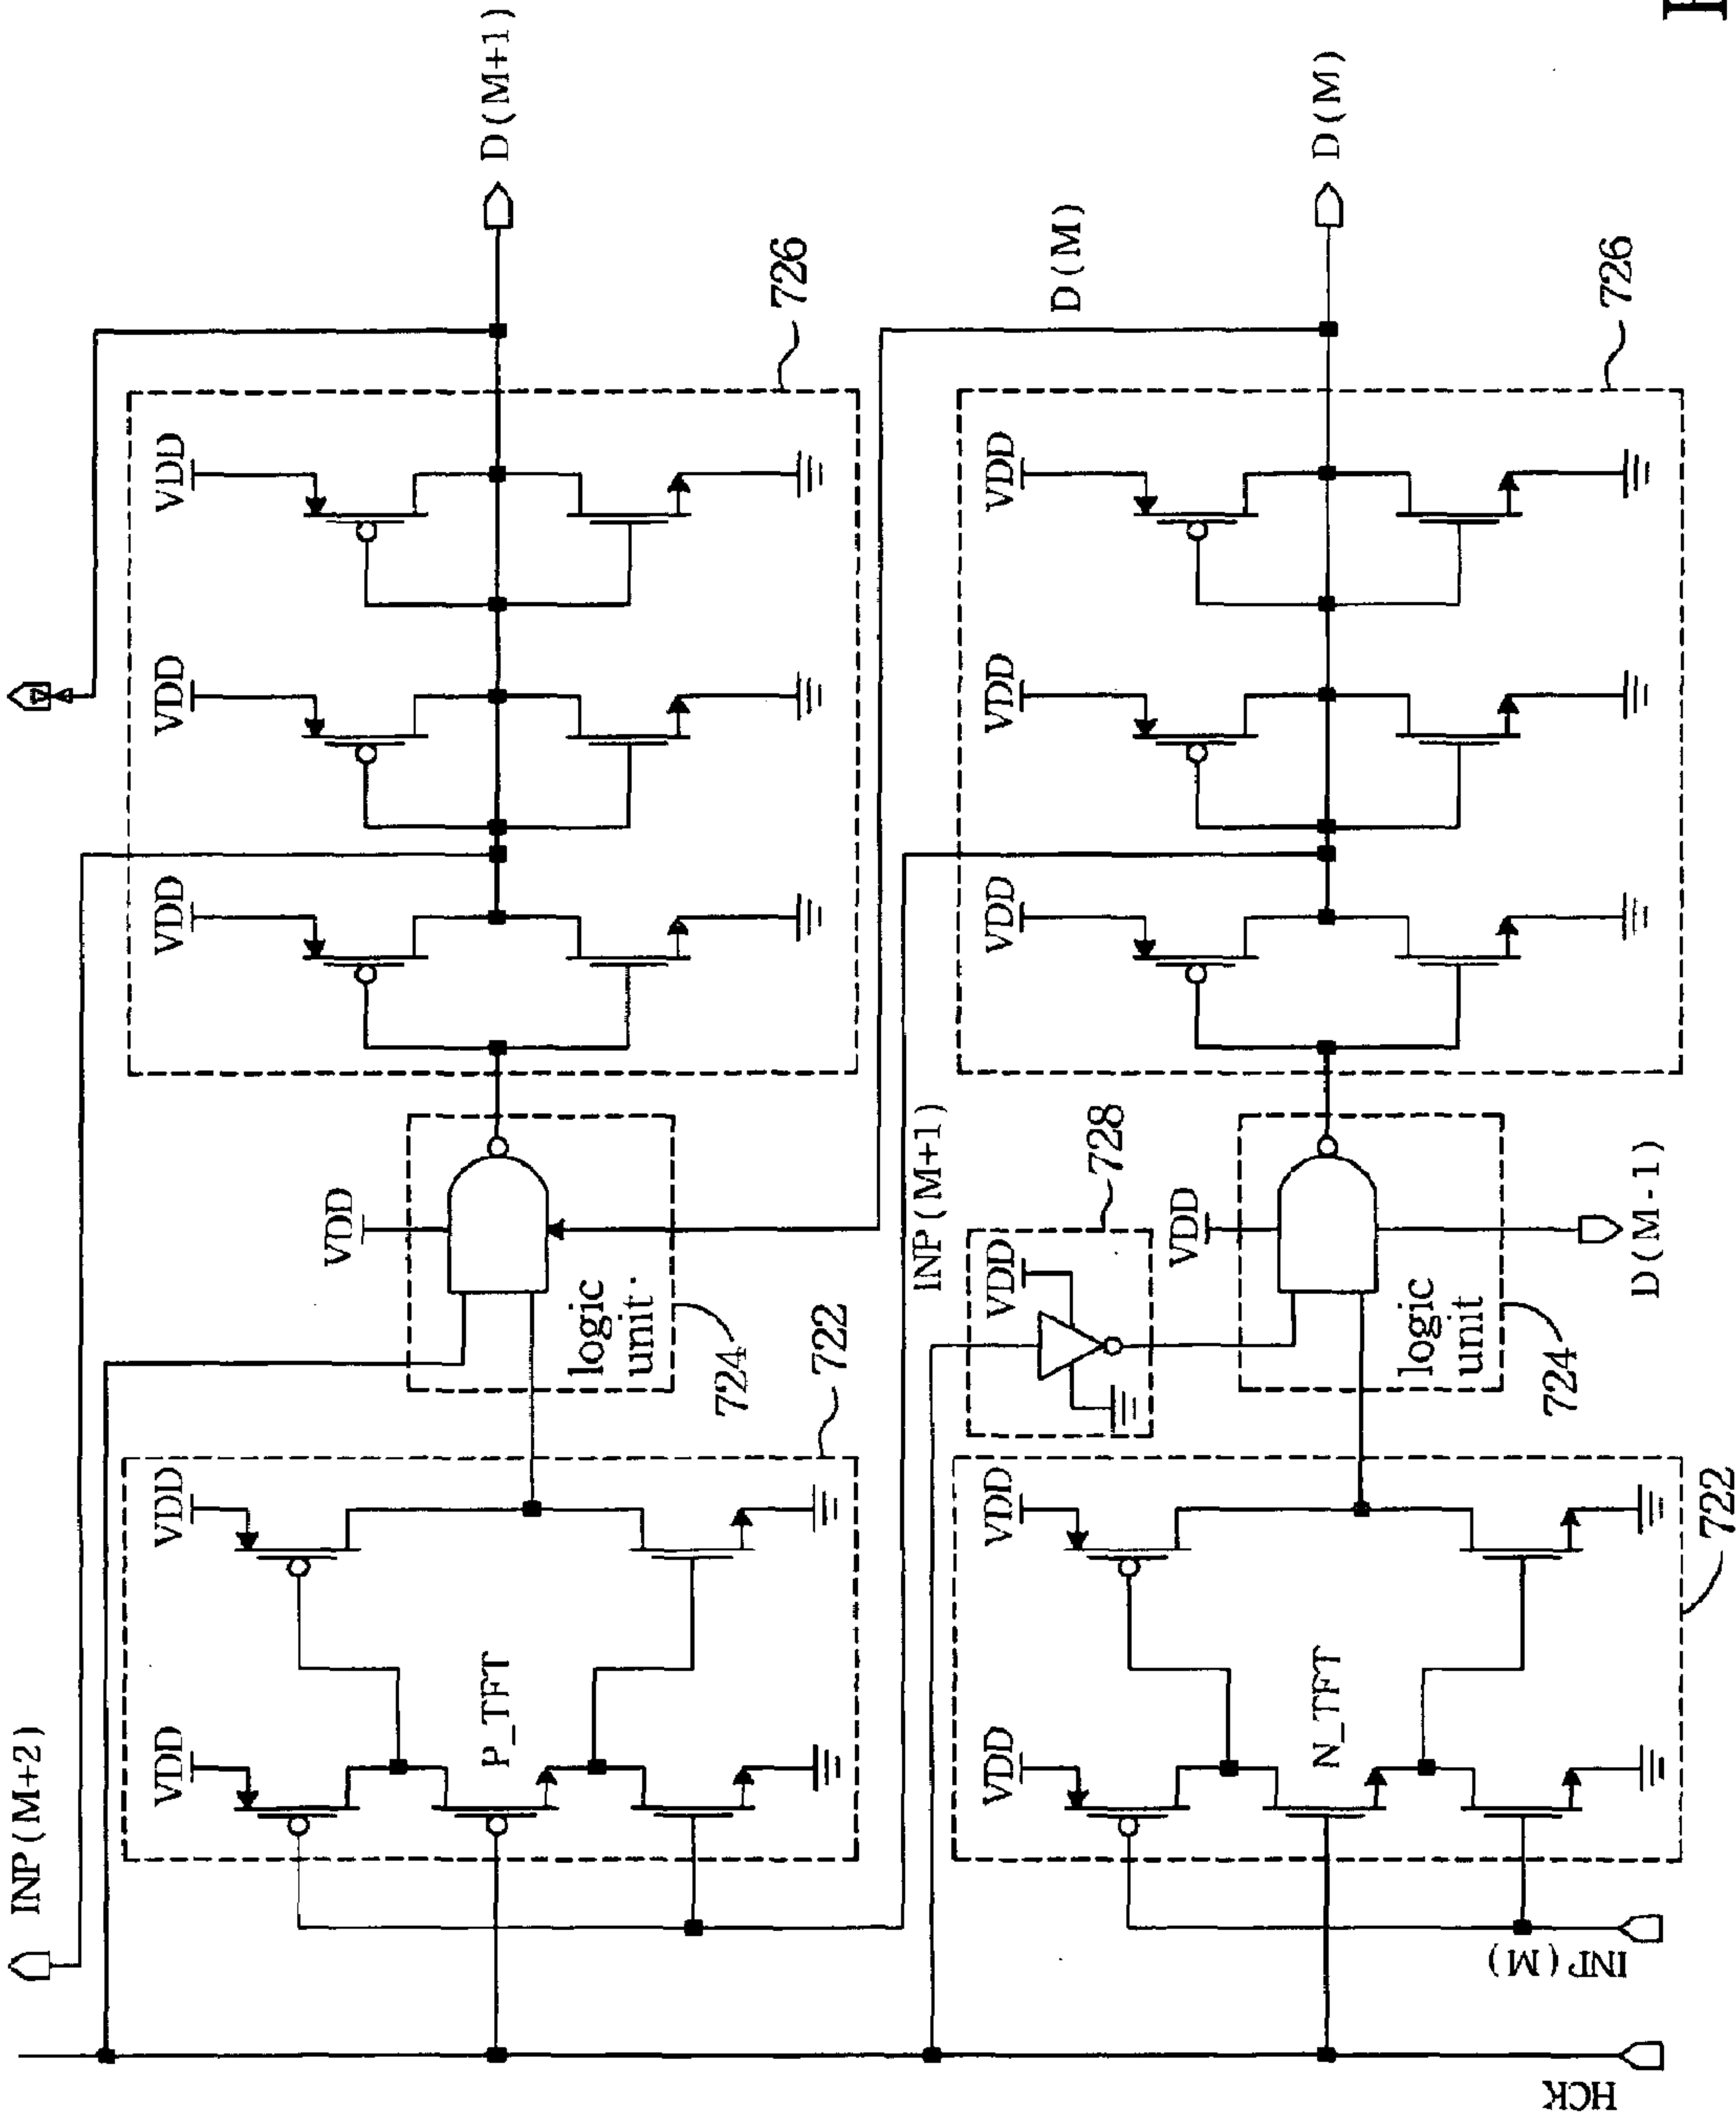 INP(M+2)
D(M+1)
VDD
VDD
VDD
VDD
VDD
P_TFT
VDD
logic
unit
724
722
726
D(M)
INP(M+1)
728
VDD
VDD
VDD
VDD
VDD
VDD
VDD
N_TFT
logic
unit
724
722
726
D(M-1)
D(M)
INP(M)
HCK